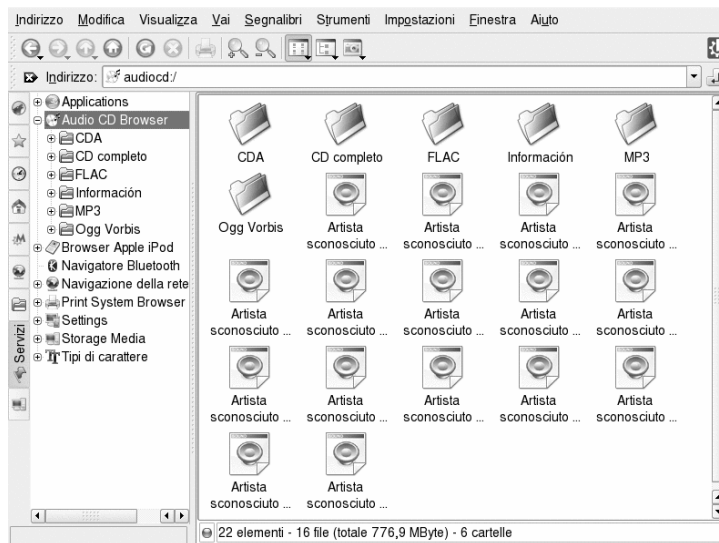 Indirizzo Modifica Visualizza Vai Segnalibri Strumenti Impostazioni Finestra Aiuto
Indirizzo: audiocd:/
Servizi
Applications
Audio CD Browser
CDA
CD completo
FLAC
Información
MP3
Ogg Vorbis
Browser Apple iPod
Navigatore Bluetooth
Navigazione della rete
Print System Browser
Settings
Storage Media
Tipi di carattere
CDA CD completo FLAC Información MP3
Ogg Vorbis Artista Artista Artista Artista
sconosciuto ... sconosciuto ... sconosciuto ... sconosciuto ...
Artista Artista Artista Artista Artista
sconosciuto ... sconosciuto ... sconosciuto ... sconosciuto ... sconosciuto ...
Artista Artista Artista Artista Artista
sconosciuto ... sconosciuto ... sconosciuto ... sconosciuto ... sconosciuto ...
Artista Artista
sconosciuto ... sconosciuto ...
22 elementi - 16 file (totale 776,9 MByte) - 6 cartelle